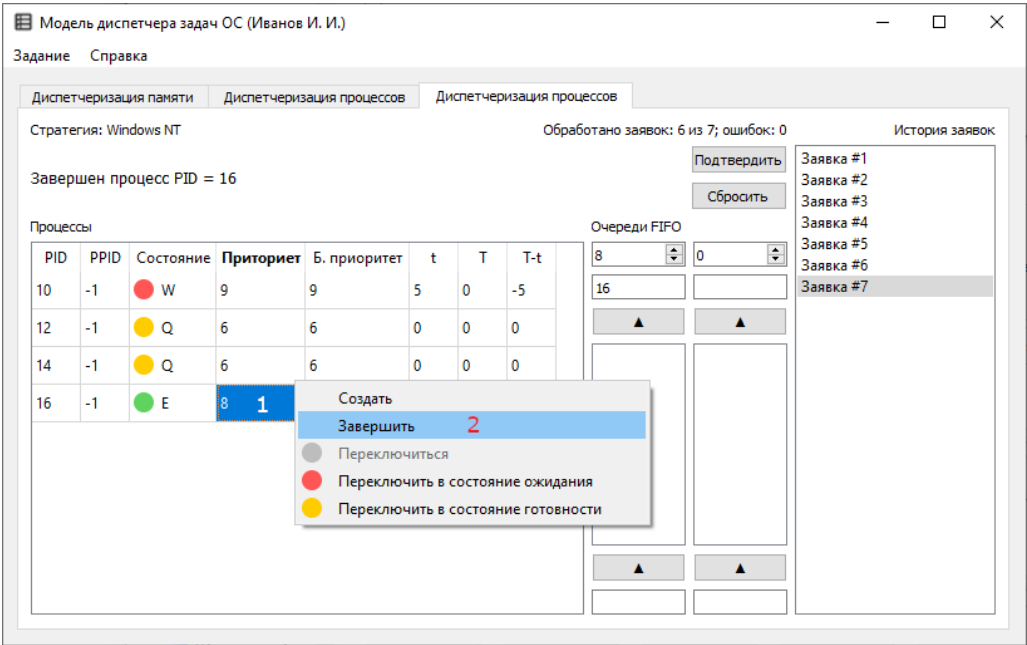 Модель диспетчера задач ОС (Иванов И. И.)
Задание Справка
Диспетчеризация памяти Диспетчеризация процессов Диспетчеризация процессов
Стратегия: Windows NT Обработано заявок: 6 из 7; ошибок: 0 История заявок
Завершен процесс PID = 16
Подтвердить
Сбросить
Заявка #1
Заявка #2
Заявка #3
Заявка #4
Заявка #5
Заявка #6
Заявка #7
Процессы
Очереди FIFO
PID PPID Состояние Приториет Б. приоритет t T T-t
10 -1 W 9 9 5 0 -5
12 -1 Q 6 6 0 0 0
14 -1 Q 6 6 0 0 0
16 -1 E 8 1
8 0
16
▲ ▲
Создать
Завершить 2
Переключиться
Переключить в состояние ожидания
Переключить в состояние готовности
▲ ▲